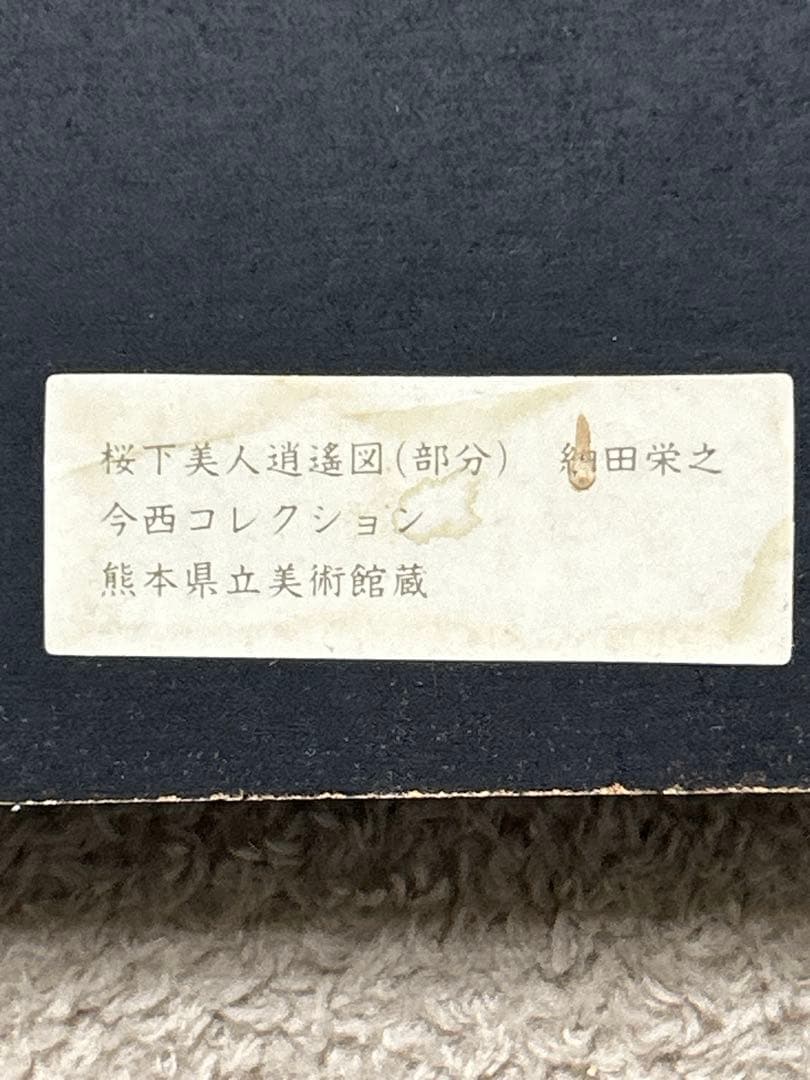 桜下美人逍遙図(部分)　細田栄之
今西コレクション
熊本県立美術館蔵